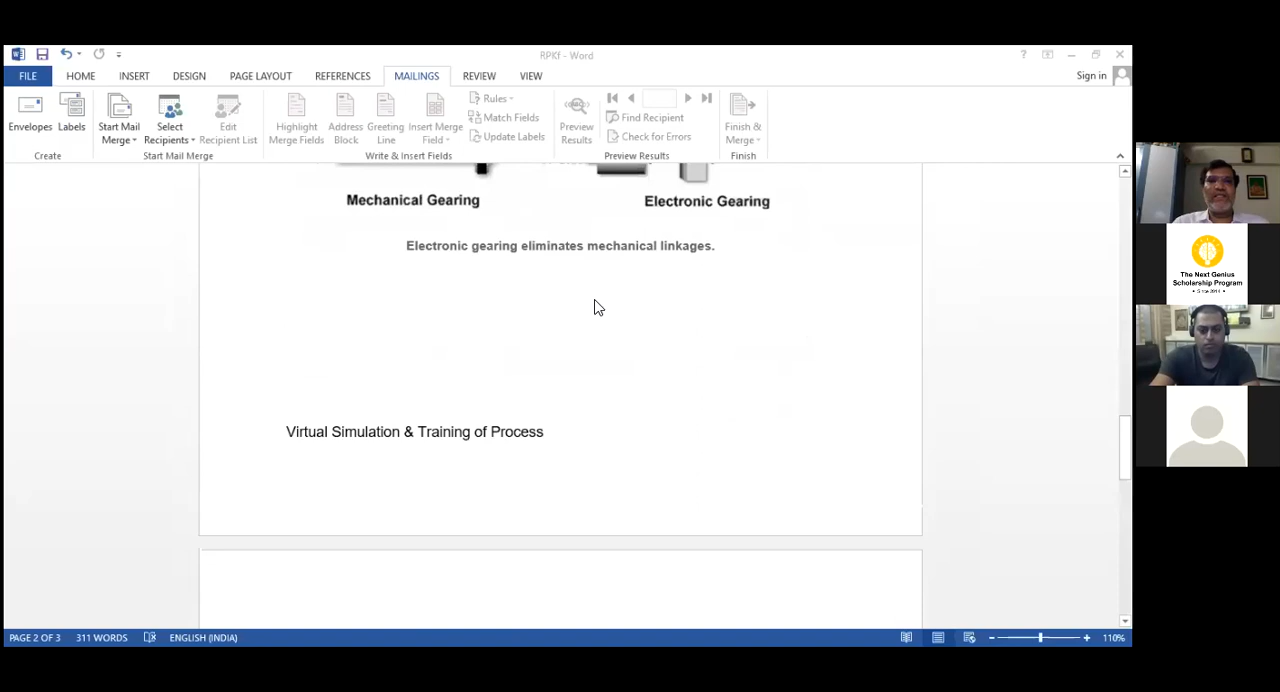 RPKf - Word
FILE HOME INSERT DESIGN PAGE LAYOUT REFERENCES MAILINGS REVIEW VIEW
Sign in
Envelopes Labels
Create
Start Mail Merge
Select Recipients
Edit Recipient List
Start Mail Merge
Highlight Merge Fields
Address Block
Greeting Line
Insert Merge Field
Rules
Match Fields
Update Labels
Write & Insert Fields
Preview Results
Find Recipient
Check for Errors
Preview Results
Finish & Merge
Finish
Mechanical Gearing
Electronic Gearing
Electronic gearing eliminates mechanical linkages.
Virtual Simulation & Training of Process
The Next Genius
Scholarship Program
PAGE 2 OF 3 311 WORDS ENGLISH (INDIA) 110%